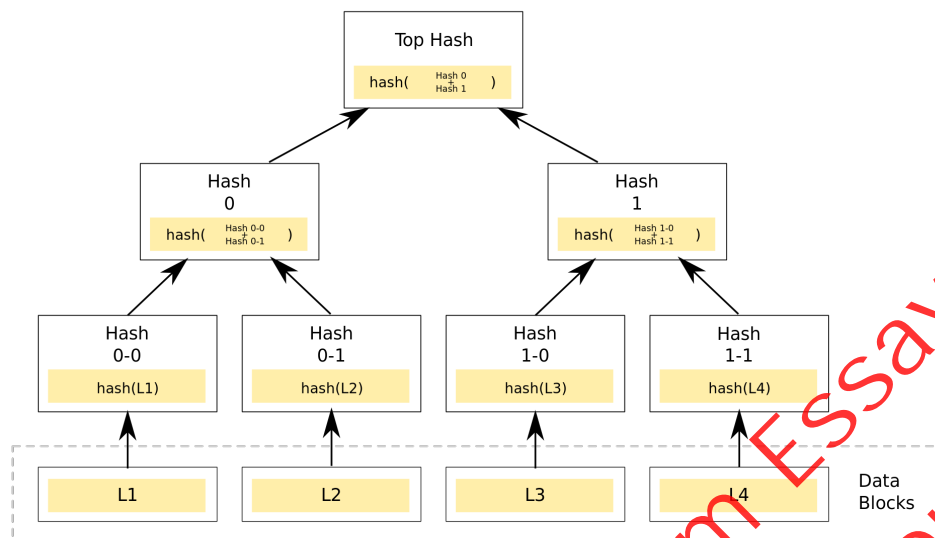 Top Hash
hash( Hash 0 + Hash 1 )
Hash
0
hash( Hash 0-0 + Hash 0-1 )
Hash
1
hash( Hash 1-0 + Hash 1-1 )
Hash
0-0
hash(L1)
Hash
0-1
hash(L2)
Hash
1-0
hash(L3)
Hash
1-1
hash(L4)
L1
L2
L3
L4
Data
Blocks